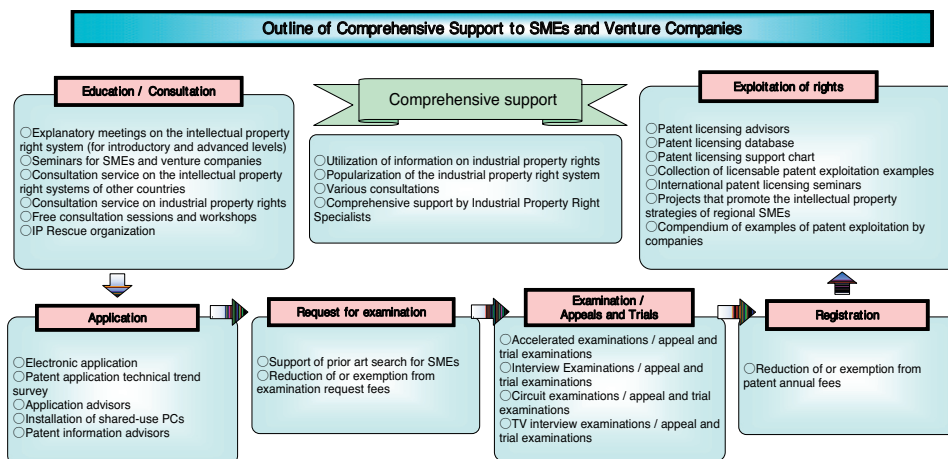 Outline of Comprehensive Support to SMEs and Venture Companies
Education / Consultation
○Explanatory meetings on the intellectual property
right system (for introductory and advanced levels)
○Seminars for SMEs and venture companies
○Consultation service on the intellectual property
right systems of other countries
○Consultation service on industrial property rights
○Free consultation sessions and workshops
○IP Rescue organization
Comprehensive support
○Utilization of information on industrial property rights
○Popularization of the industrial property right system
○Various consultations
○Comprehensive support by Industrial Property Right
Specialists
Exploitation of rights
○Patent licensing advisors
○Patent licensing database
○Patent licensing support chart
○Collection of licensable patent exploitation examples
○International patent licensing seminars
○Projects that promote the intellectual property
strategies of regional SMEs
○Compendium of examples of patent exploitation by
companies
Application
○Electronic application
○Patent application technical trend
survey
○Application advisors
○Installation of shared-use PCs
○Patent information advisors
Request for examination
○Support of prior art search for SMEs
○Reduction of or exemption from
examination request fees
Examination /
Appeals and Trials
○Accelerated examinations / appeal and
trial examinations
○Interview Examinations / appeal and
trial examinations
○Circuit examinations / appeal and trial
examinations
○TV interview examinations / appeal and
trial examinations
Registration
○Reduction of or exemption from
patent annual fees